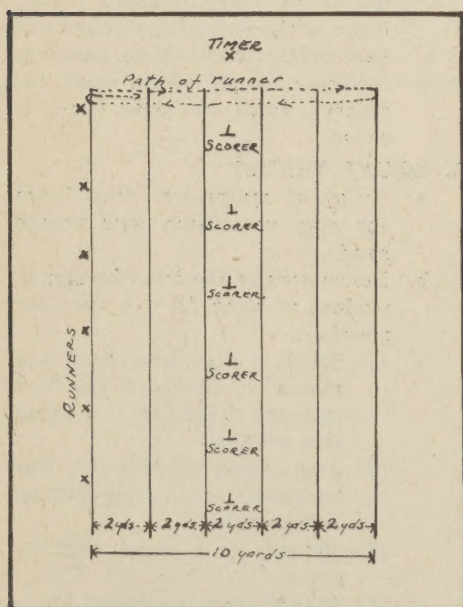 TIMER
Path of runner
SCORER
SCORER
SCORER
SCORER
SCORER
SCORER
RUNNERS
2 yds. 2 yds. 2 yds. 2 yds. 2 yds.
10 yards